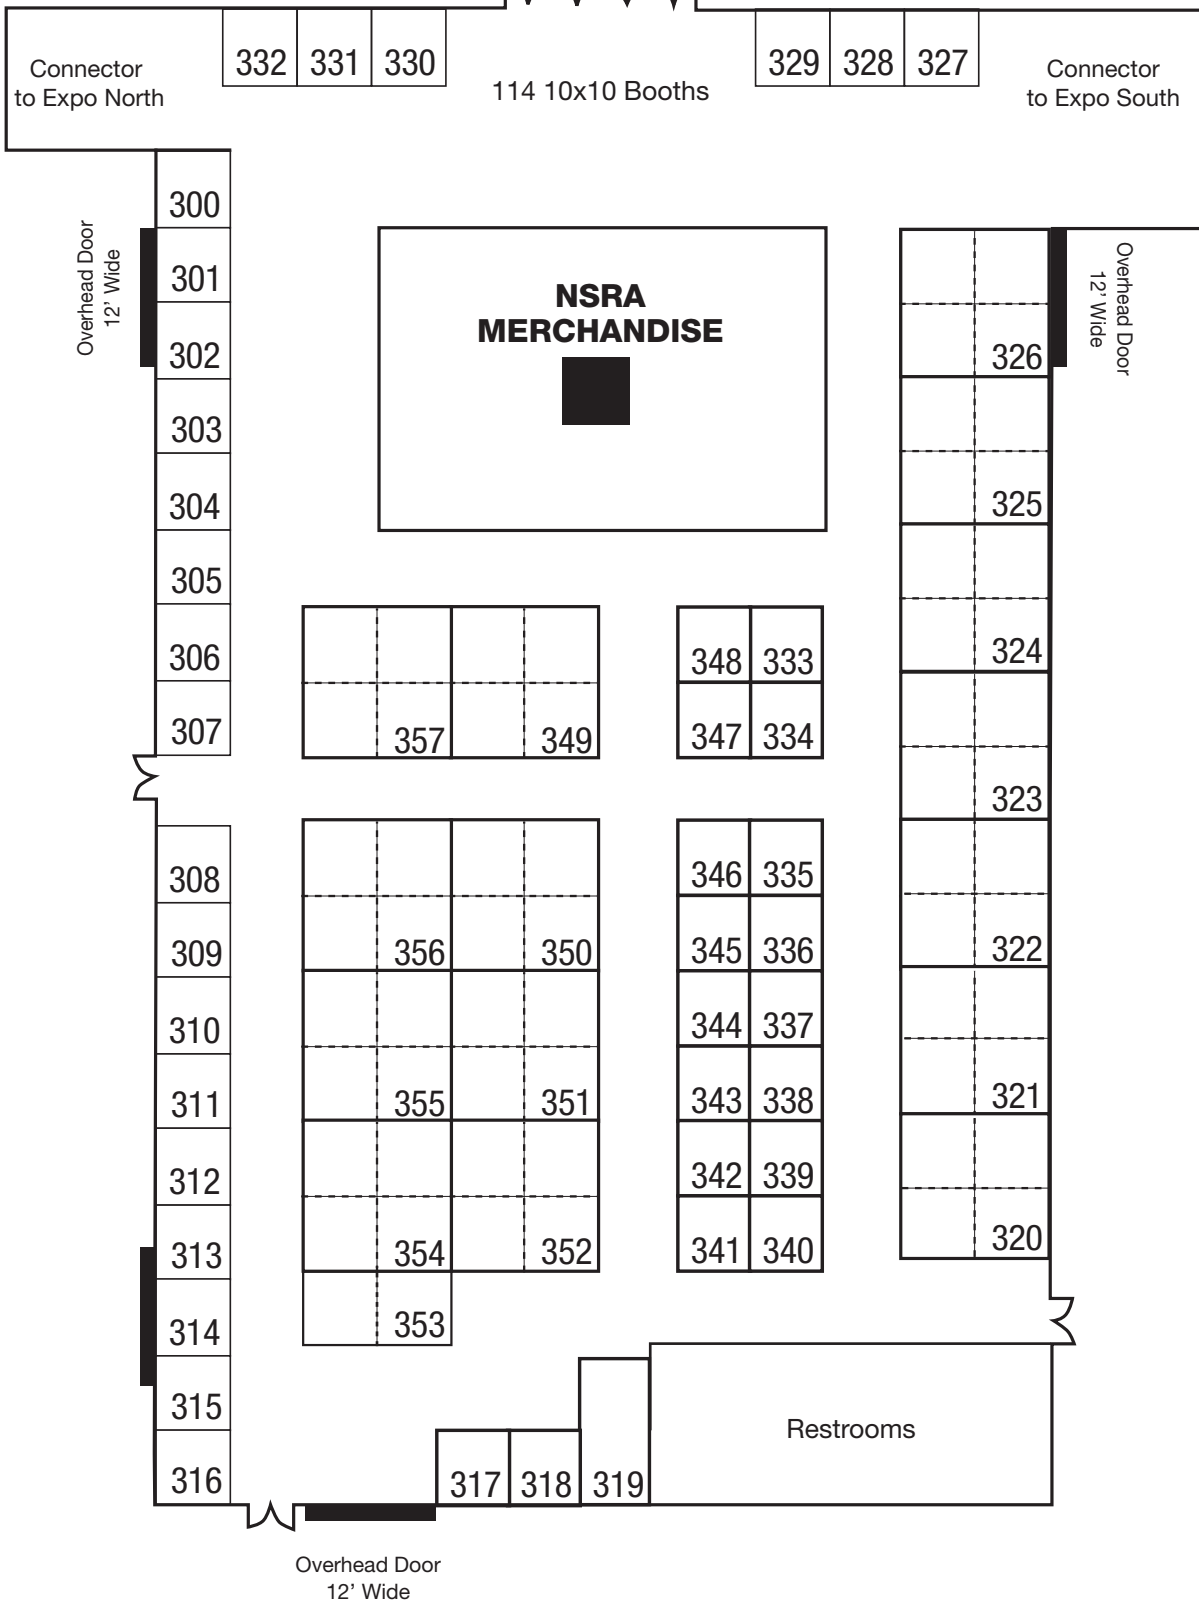 332 331 330
329 328 327
Connector
to Expo North
114 10x10 Booths
Connector
to Expo South
300
301
302
303
304
305
306
307
308
309
310
311
312
313
314
315
316
Overhead Door
12’ Wide
NSRA
MERCHANDISE
Overhead Door
12’ Wide
326
325
324
323
322
321
320
357 349
356 350
355 351
354 352
353
348 333
347 334
346 335
345 336
344 337
343 338
342 339
341 340
317 318 319
Restrooms
Overhead Door
12’ Wide